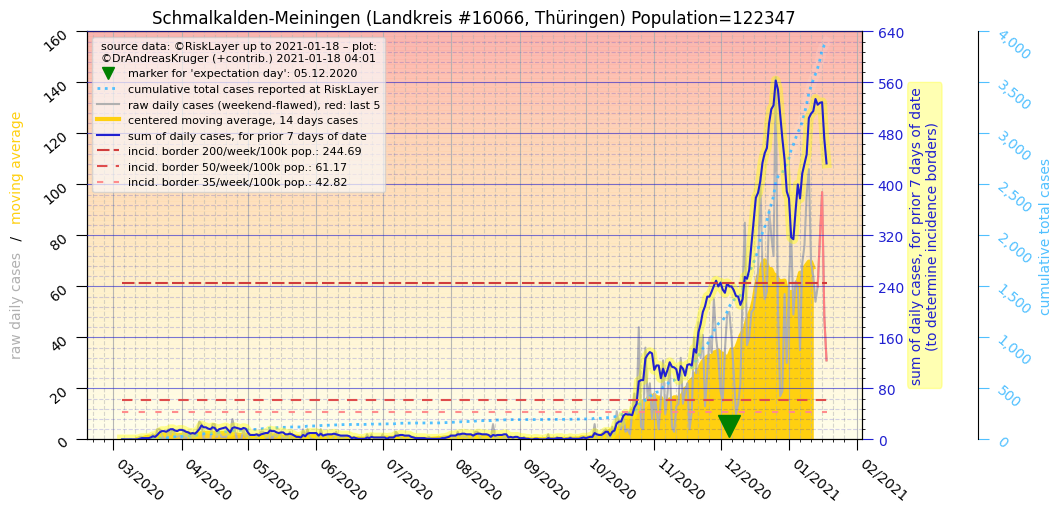 Schmalkalden-Meiningen (Landkreis #16066, Thüringen) Population=122347
source data: ©RiskLayer up to 2021-01-18 – plot:
©DrAndreasKruger (+contrib.) 2021-01-18 04:01
marker for 'expectation day': 05.12.2020
cumulative total cases reported at RiskLayer
raw daily cases (weekend-flawed), red: last 5
centered moving average, 14 days cases
sum of daily cases, for prior 7 days of date
incid. border 200/week/100k pop.: 244.69
incid. border 50/week/100k pop.: 61.17
incid. border 35/week/100k pop.: 42.82
raw daily cases / moving average
160
140
120
100
80
60
40
20
0
03/2020
04/2020
05/2020
06/2020
07/2020
08/2020
09/2020
10/2020
11/2020
12/2020
01/2021
02/2021
640
560
480
400
320
240
160
80
0
sum of daily cases, for prior 7 days of date
(to determine incidence borders)
4,000
3,500
3,000
2,500
2,000
1,500
1,000
500
0
cumulative total cases